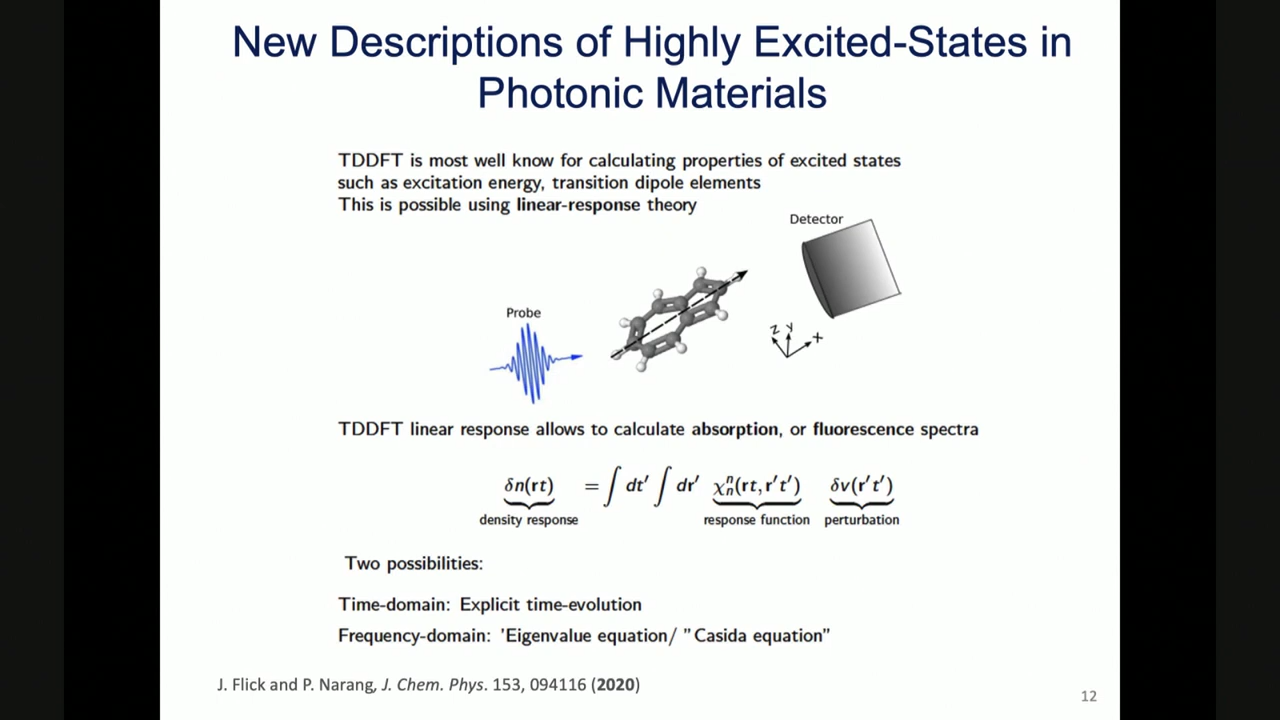 New Descriptions of Highly Excited-States in
Photonic Materials
TDDFT is most well know for calculating properties of excited states
such as excitation energy, transition dipole elements
This is possible using linear-response theory
Detector
Probe
z y x
TDDFT linear response allows to calculate absorption, or fluorescence spectra
δn(rt) = ∫ dt′ ∫ dr′ χⁿₙ(rt, r′t′) δv(r′t′)
density response response function perturbation
Two possibilities:
Time-domain: Explicit time-evolution
Frequency-domain: 'Eigenvalue equation/ "Casida equation"
J. Flick and P. Narang, J. Chem. Phys. 153, 094116 (2020)
12